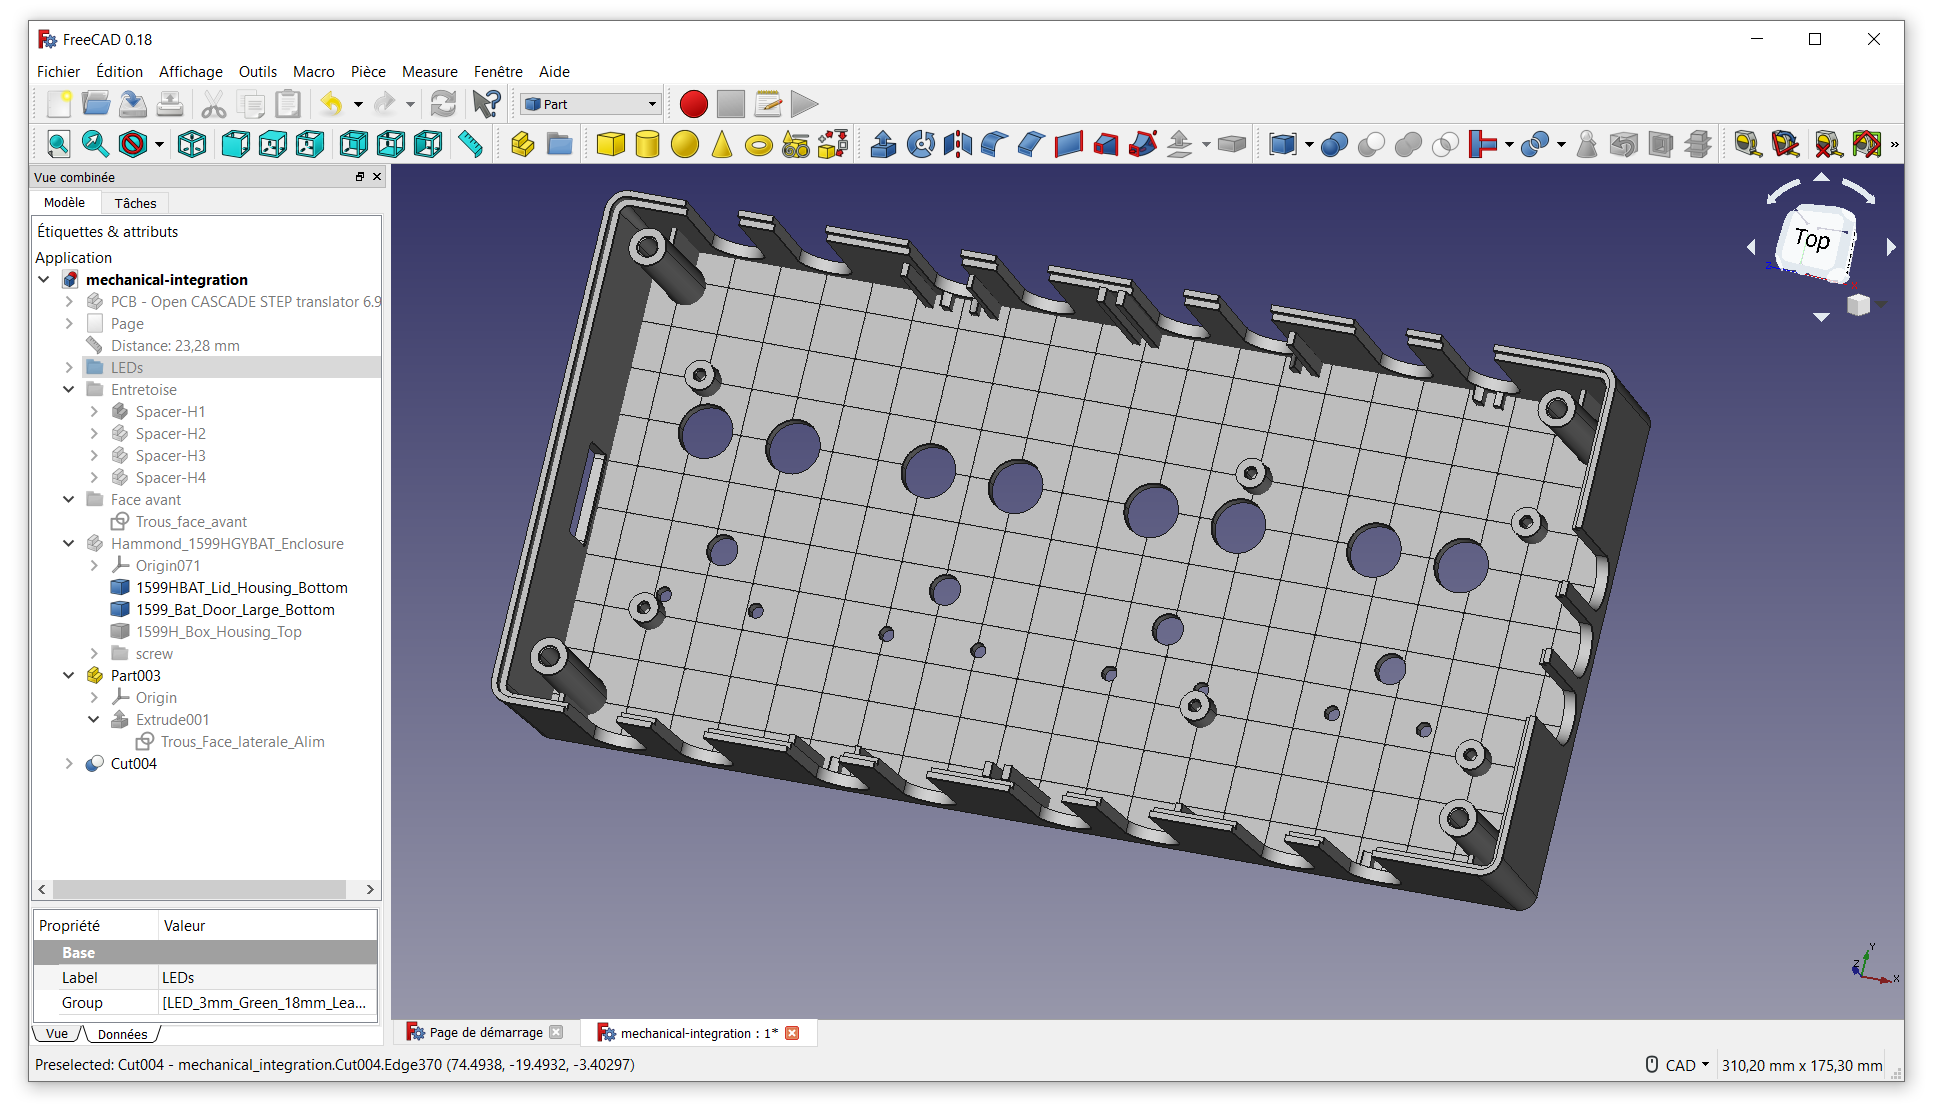 FreeCAD 0.18
Fichier Édition Affichage Outils Macro Pièce Measure Fenêtre Aide
Part
Vue combinée
Modèle Tâches
Étiquettes & attributs
Application
mechanical-integration
PCB - Open CASCADE STEP translator 6.9
Page
Distance: 23,28 mm
LEDs
Entretoise
Spacer-H1
Spacer-H2
Spacer-H3
Spacer-H4
Face avant
Trous_face_avant
Hammond_1599HGYBAT_Enclosure
Origin071
1599HBAT_Lid_Housing_Bottom
1599_Bat_Door_Large_Bottom
1599H_Box_Housing_Top
screw
Part003
Origin
Extrude001
Trous_Face_laterale_Alim
Cut004
Propriété Valeur
Base
Label LEDs
Group [LED_3mm_Green_18mm_Lea...
Vue Données
Top
Z
Y
Z
X
Page de démarrage
mechanical-integration : 1*
Preselected: Cut004 - mechanical_integration.Cut004.Edge370 (74.4938, -19.4932, -3.40297)
CAD
310,20 mm x 175,30 mm